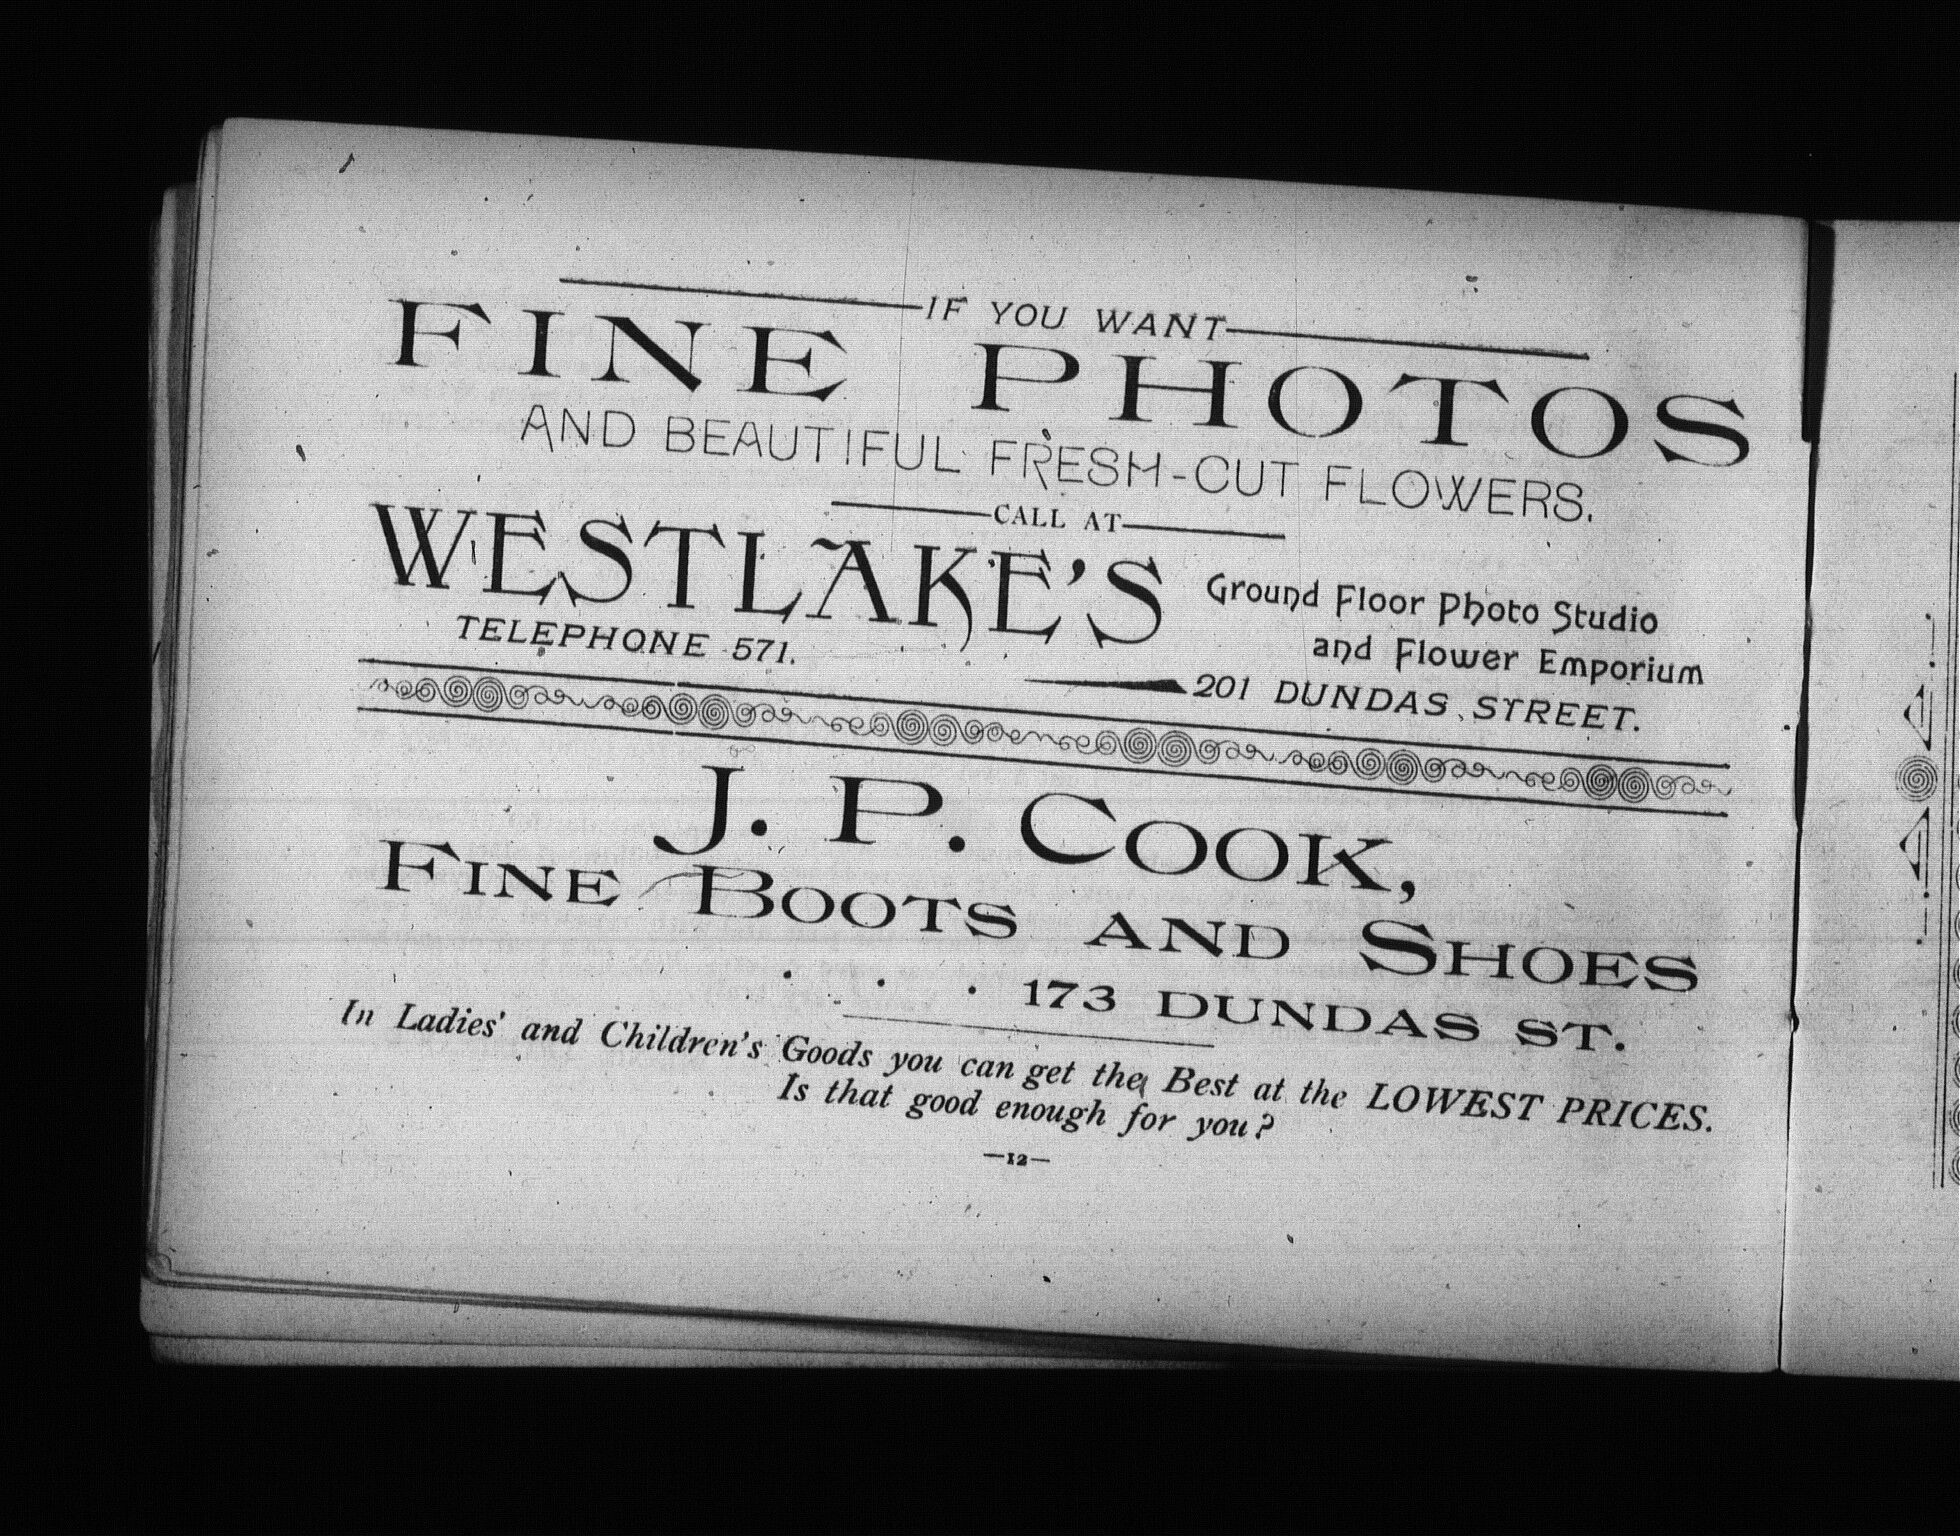 IF YOU WANT
FINE PHOTOS
AND BEAUTIFUL FRESH-CUT FLOWERS.
CALL AT
WESTLAKE'S
Ground Floor Photo Studio
and Flower Emporium
TELEPHONE 571.
201 DUNDAS STREET.
J. P. COOK,
FINE BOOTS AND SHOES
. . . 173 DUNDAS ST.
In Ladies' and Children's Goods you can get the Best at the LOWEST PRICES.
Is that good enough for you?
—12—